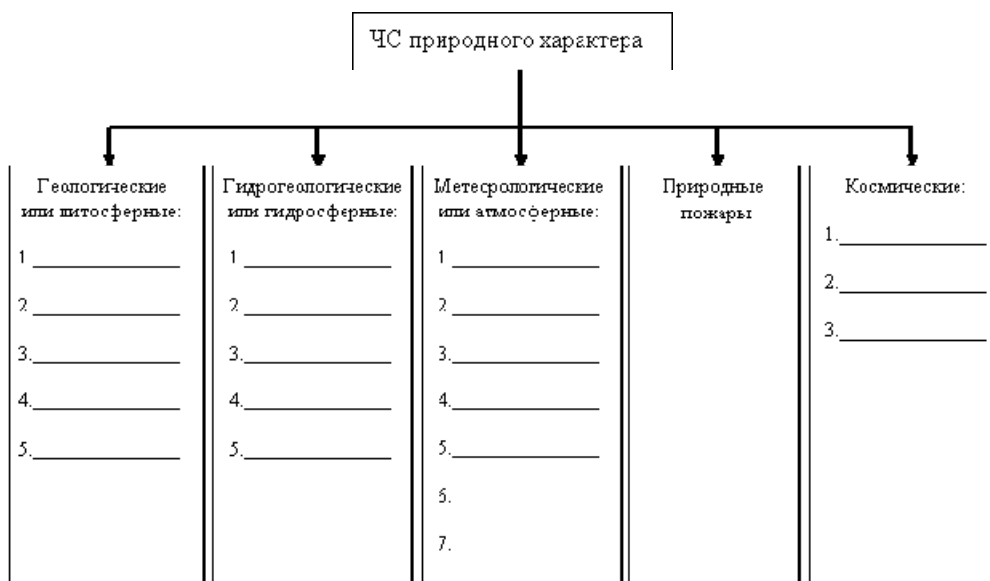 ЧС природного характера
Геологические
или литосферные:
1
2
3.
4.
5.
Гидрогеологические
или гидросферные:
1
2
3.
4.
5.
Метеорологические
или атмосферные:
1
2
3.
4.
5.
6.
7.
Природные
пожары
Космические:
1.
2.
3.